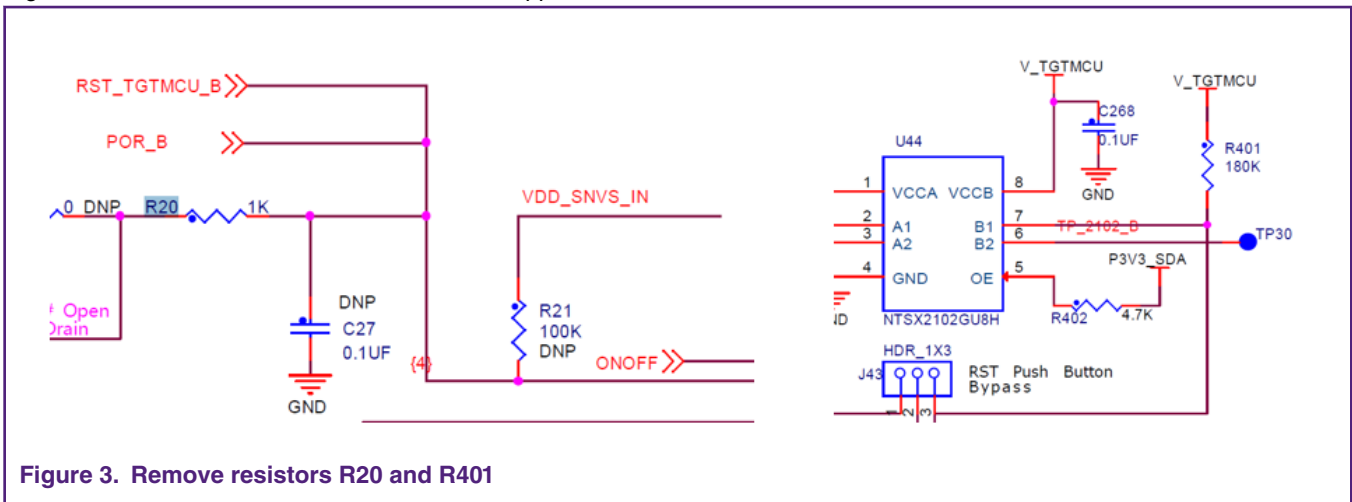 RST_TGTMCU_B
POR_B
0 DNP R20 1K
Open
Drain
DNP
C27
0.1UF
GND
{4}
VDD_SNVS_IN
R21
100K
DNP
ONOFF
V_TGTMCU
C268
0.1UF
GND
V_TGTMCU
R401
180K
U44
1 VCCA VCCB 8
2 A1 B1 7 TP_2102_B
3 A2 B2 6 TP30
4 GND OE 5
P3V3_SDA
R402 4.7K
NTSX2102GU8H
HDR_1X3
J43
RST Push Button
Bypass
1 2 3
Figure 3. Remove resistors R20 and R401